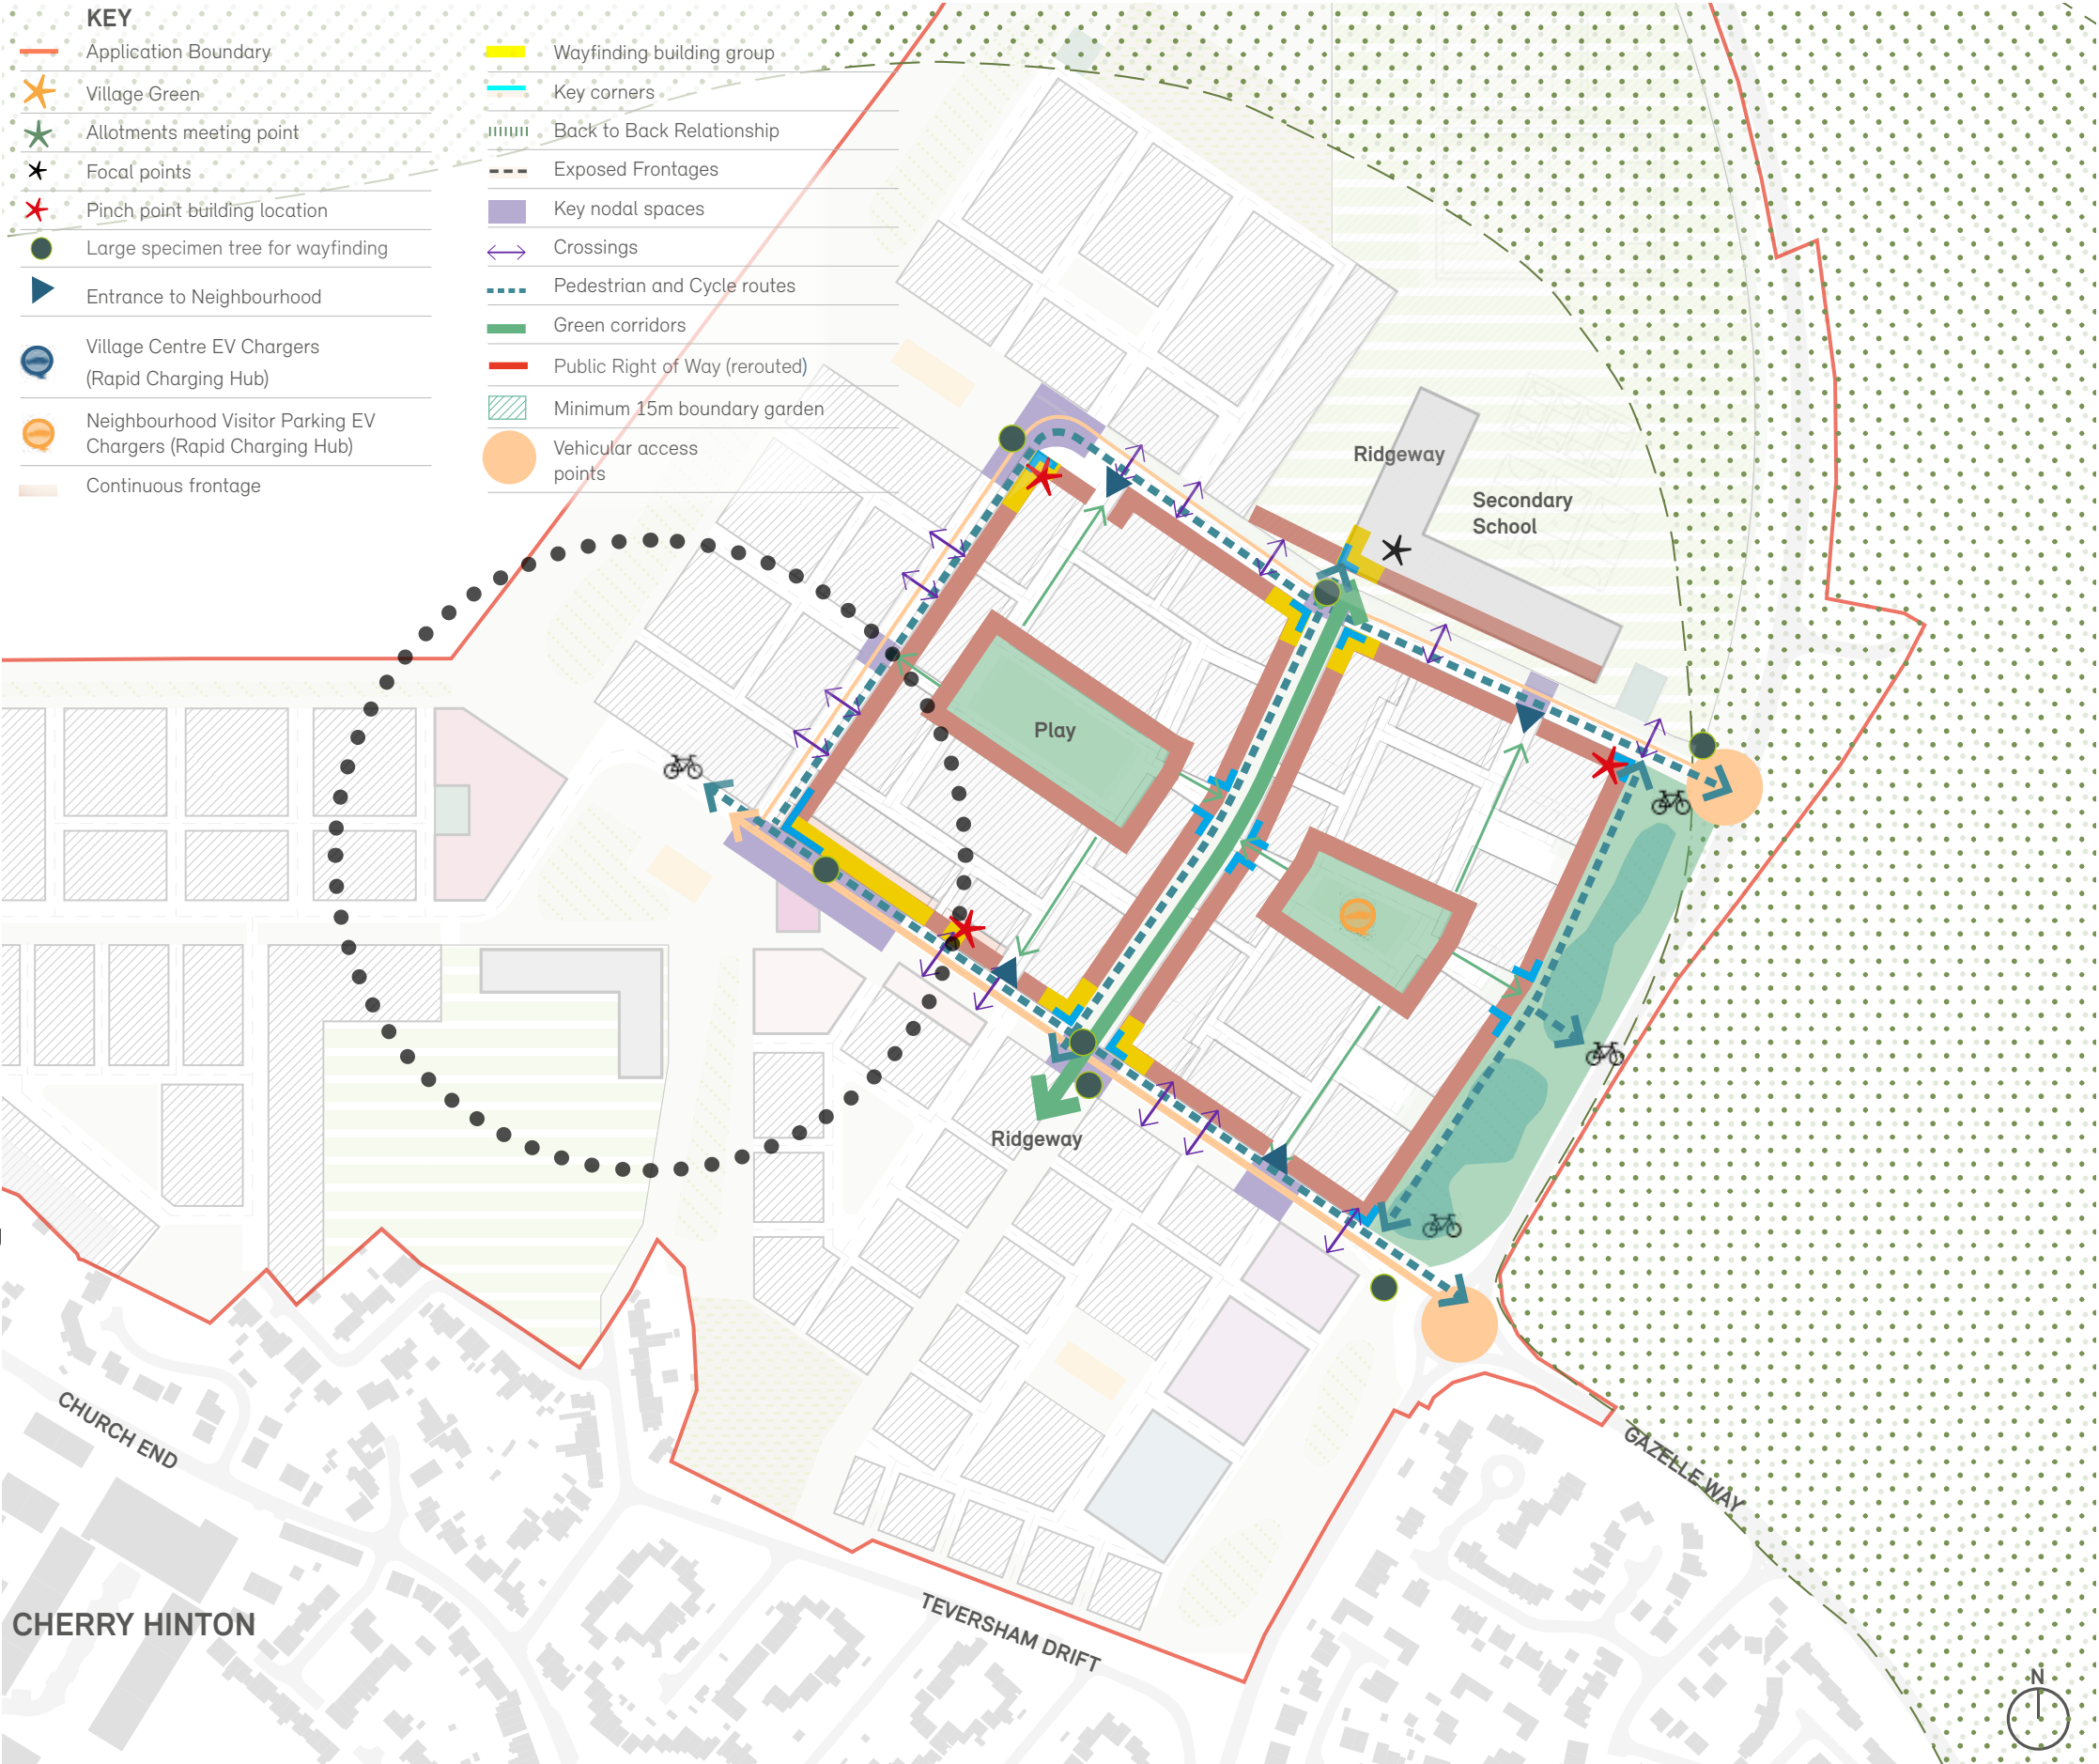 KEY
Application Boundary
Village Green
Allotments meeting point
Focal points
Pinch point building location
Large specimen tree for wayfinding
Entrance to Neighbourhood
Village Centre EV Chargers
(Rapid Charging Hub)
Neighbourhood Visitor Parking EV
Chargers (Rapid Charging Hub)
Continuous frontage
Wayfinding building group
Key corners
Back to Back Relationship
Exposed Frontages
Key nodal spaces
Crossings
Pedestrian and Cycle routes
Green corridors
Public Right of Way (rerouted)
Minimum 15m boundary garden
Vehicular access
points
Ridgeway
Secondary
School
Play
Ridgeway
CHURCH END
GAZELLE WAY
CHERRY HINTON
TEVERSHAM DRIFT
N